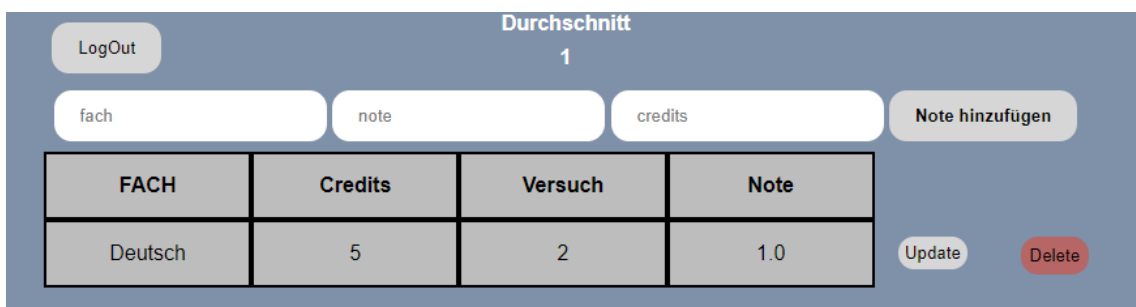 Durchschnitt
LogOut
1
fach note credits Note hinzufügen
FACH Credits Versuch Note
Deutsch 5 2 1.0 Update Delete